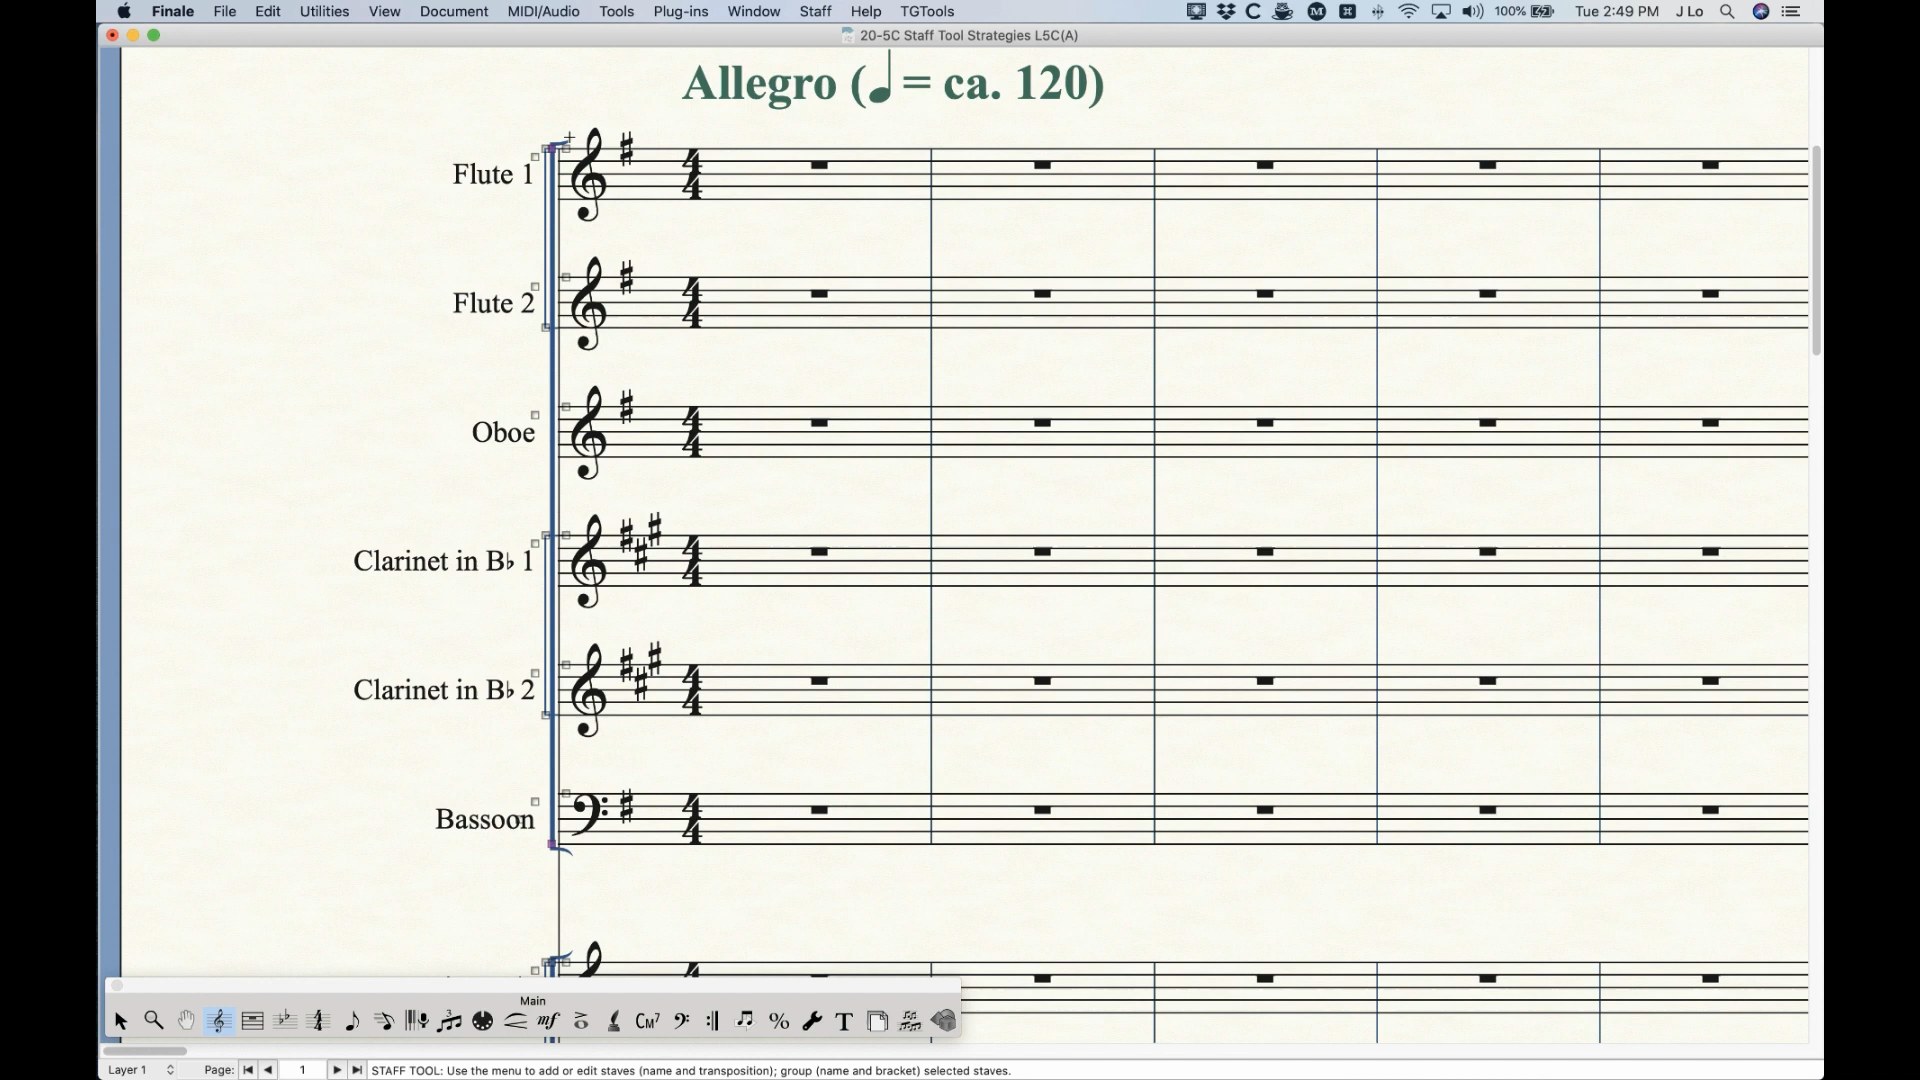 Finale File Edit Utilities View Document MIDI/Audio Tools Plug-ins Window Staff Help TGTools 100% Tue 2:49 PM J Lo
20-5C Staff Tool Strategies L5C(A)
Allegro (♩ = ca. 120)
Flute 1
Flute 2
Oboe
Clarinet in B♭ 1
Clarinet in B♭ 2
Bassoon
Main
mf CM7 % T
Layer 1 Page: 1 STAFF TOOL: Use the menu to add or edit staves (name and transposition); group (name and bracket) selected staves.